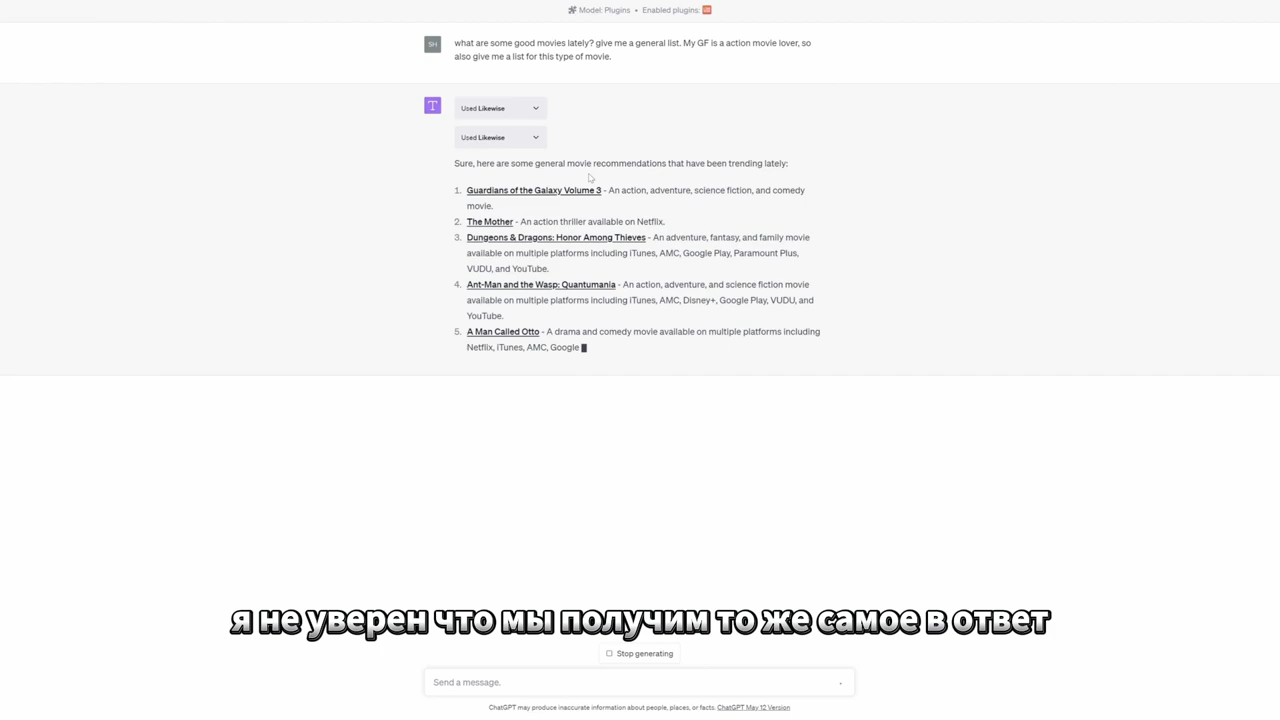 Model: Plugins • Enabled plugins:
SH
what are some good movies lately? give me a general list. My GF is a action movie lover, so
also give me a list for this type of movie.
T
Used Likewise
Used Likewise
Sure, here are some general movie recommendations that have been trending lately:
1. Guardians of the Galaxy Volume 3 - An action, adventure, science fiction, and comedy
movie.
2. The Mother - An action thriller available on Netflix.
3. Dungeons & Dragons: Honor Among Thieves - An adventure, fantasy, and family movie
available on multiple platforms including iTunes, AMC, Google Play, Paramount Plus,
VUDU, and YouTube.
4. Ant-Man and the Wasp: Quantumania - An action, adventure, and science fiction movie
available on multiple platforms including iTunes, AMC, Disney+, Google Play, VUDU, and
YouTube.
5. A Man Called Otto - A drama and comedy movie available on multiple platforms including
Netflix, iTunes, AMC, Google
я не уверен что мы получим то же самое в ответ
Stop generating
Send a message.
ChatGPT may produce inaccurate information about people, places, or facts. ChatGPT May 12 Version